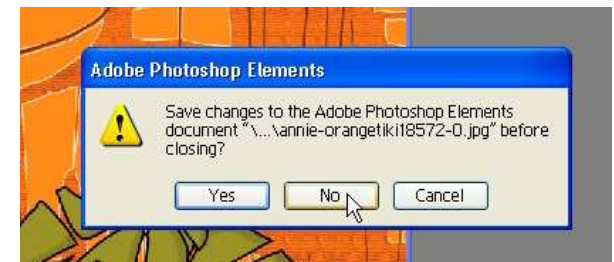 Adobe Photoshop Elements
Save changes to the Adobe Photoshop Elements
document "\...\annie-orangetiki18572-0.jpg" before
closing?
Yes No Cancel